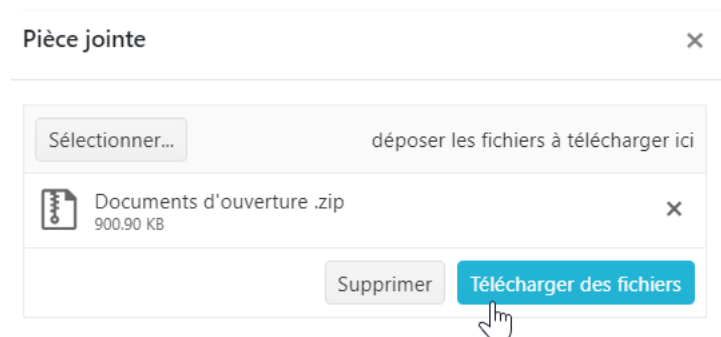 Pièce jointe
Sélectionner... déposer les fichiers à télécharger ici
Documents d'ouverture .zip
900.90 KB
Supprimer Télécharger des fichiers